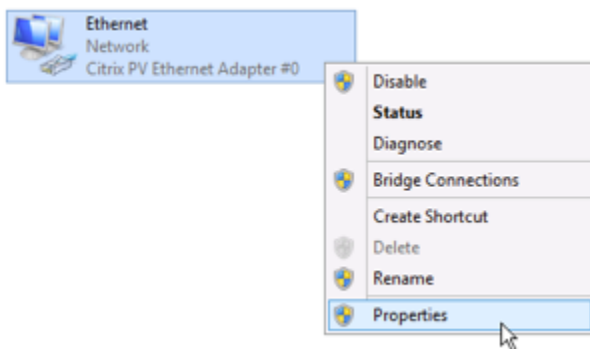 Ethernet
Network
Citrix PV Ethernet Adapter #0
Disable
Status
Diagnose
Bridge Connections
Create Shortcut
Delete
Rename
Properties